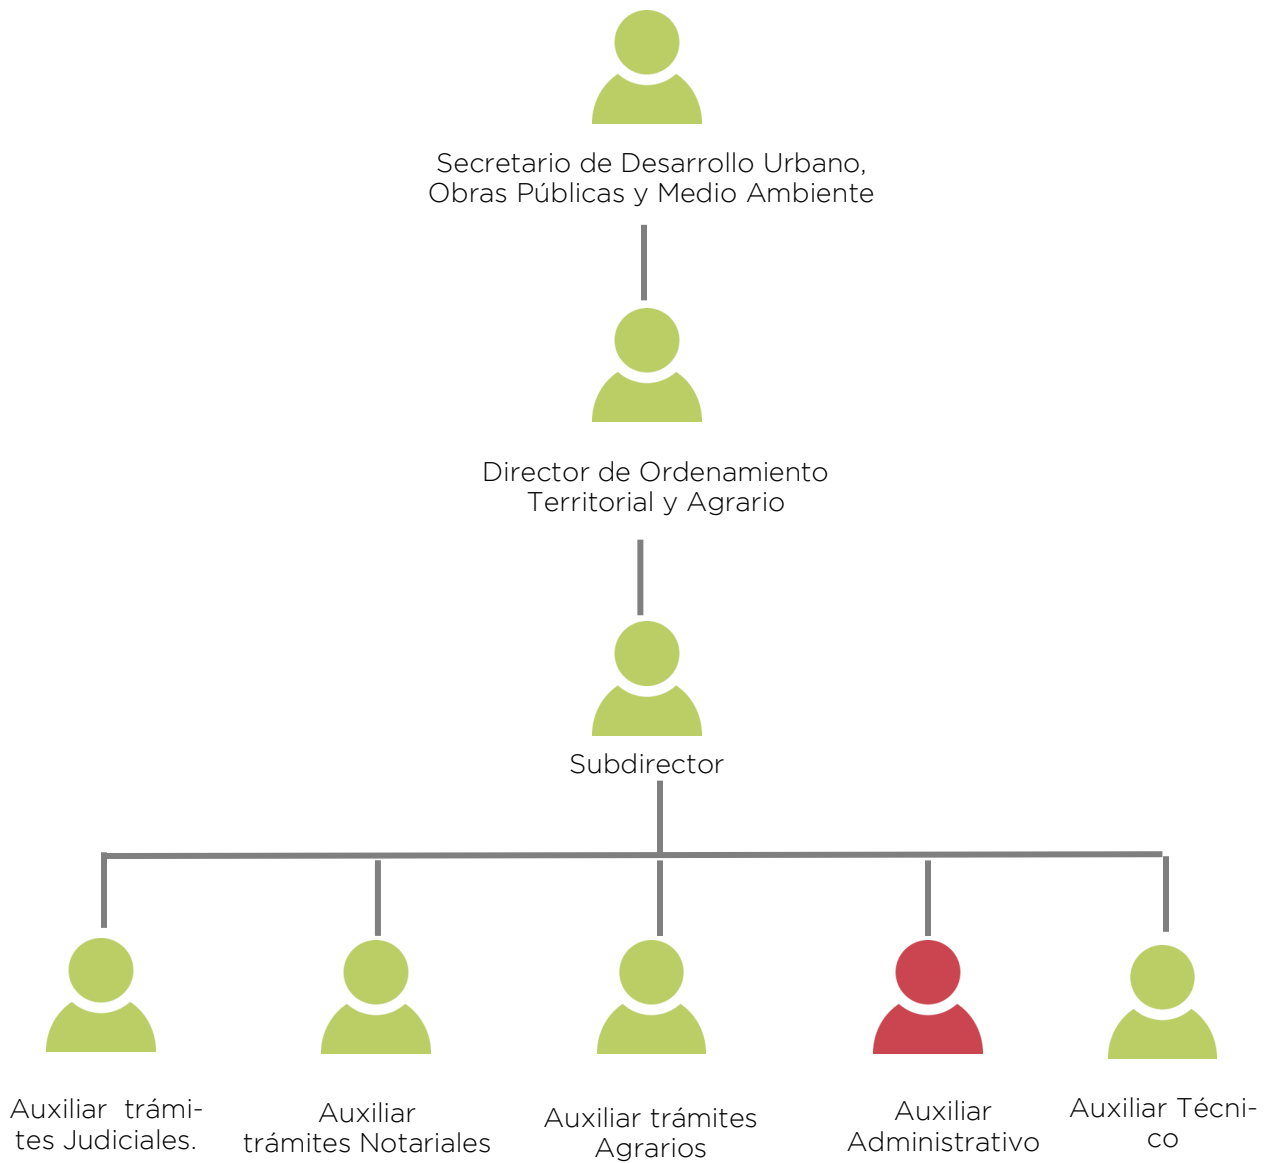 Secretario de Desarrollo Urbano,
Obras Públicas y Medio Ambiente
Director de Ordenamiento
Territorial y Agrario
Subdirector
Auxiliar trámi-
tes Judiciales.
Auxiliar
trámites Notariales
Auxiliar trámites
Agrarios
Auxiliar
Administrativo
Auxiliar Técni-
co